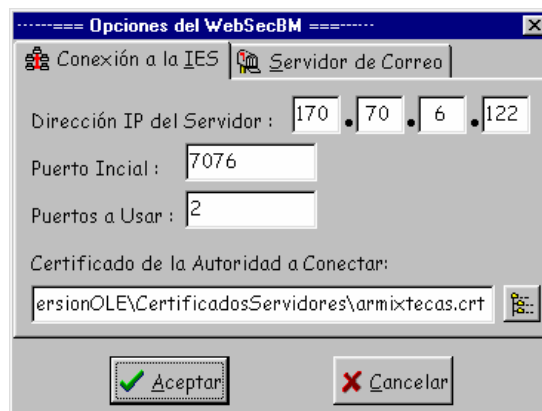 ------=== Opciones del WebSecBM ===------
Conexión a la IES Servidor de Correo
Dirección IP del Servidor : 170 . 70 . 6 . 122
Puerto Incial : 7076
Puertos a Usar : 2
Certificado de la Autoridad a Conectar:
ersionOLE\CertificadosServidores\armixtecas.crt
Aceptar Cancelar